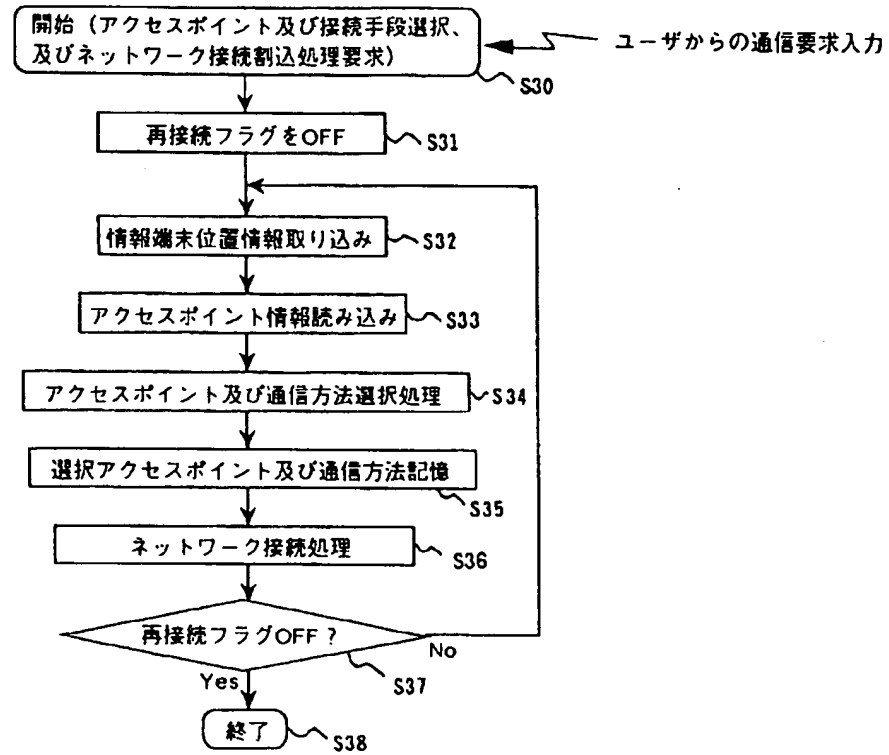 開始（アクセスポイント及び接続手段選択、
及びネットワーク接続割込処理要求）
ユーザからの通信要求入力
S30
再接続フラグをOFF
S31
情報端末位置情報取り込み
S32
アクセスポイント情報読み込み
S33
アクセスポイント及び通信方法選択処理
S34
選択アクセスポイント及び通信方法記憶
S35
ネットワーク接続処理
S36
再接続フラグOFF？
No
Yes
S37
終了
S38